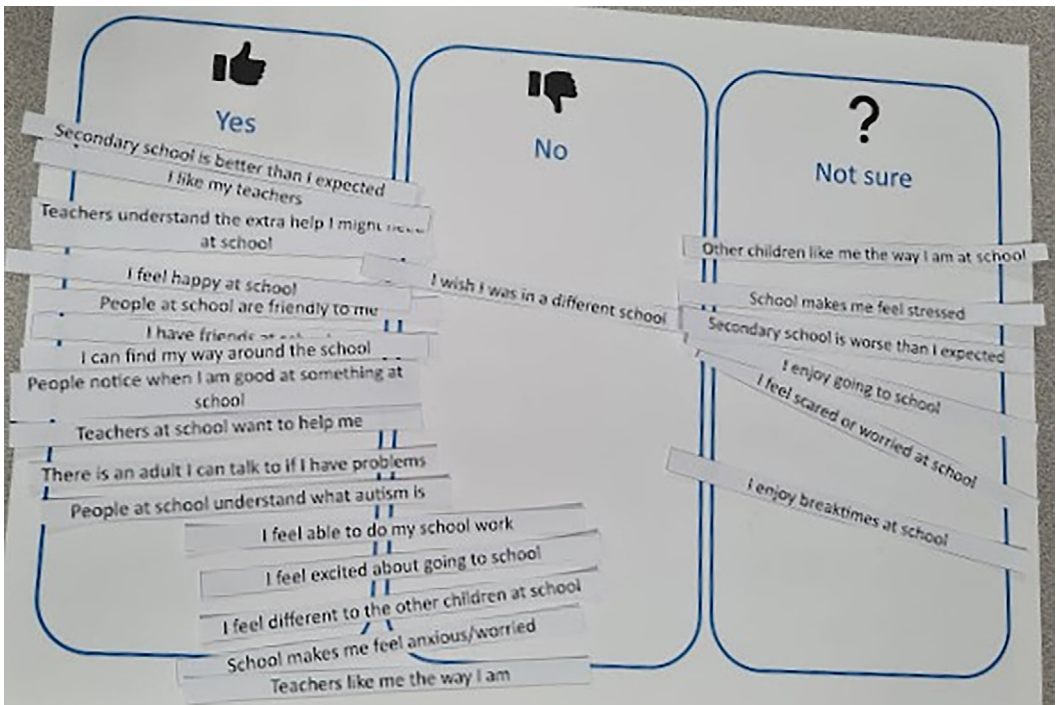 Yes
Secondary school is better than I expected
I like my teachers
Teachers understand the extra help I might
at school
I feel happy at school
People at school are friendly to me
I have friends
I can find my way around the school
People notice when I am good at something at
school
Teachers at school want to help me
There is an adult I can talk to if I have problems
People at school understand what autism is
I feel able to do my school work
I feel excited about going to school
I feel different to the other children at school
School makes me feel anxious/worried
Teachers like me the way I am
No
I wish I was in a different school
?
Not sure
Other children like me the way I am at school
School makes me feel stressed
Secondary school is worse than I expected
I enjoy going to school
I feel scared or worried at school
I enjoy breaktimes at school